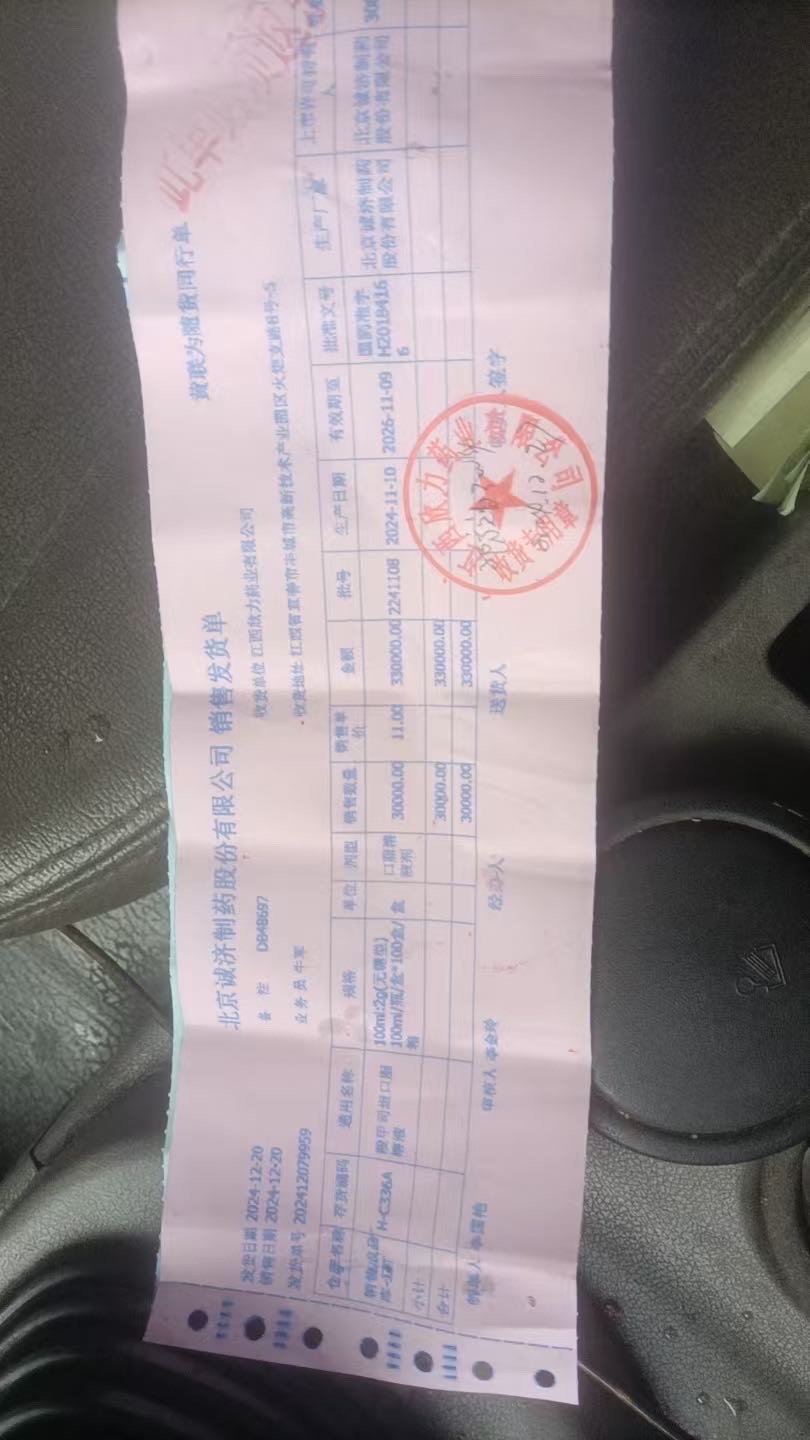 黄联为随货同行单
北京诚济制药股份有限公司 销售发货单
发货日期 2024-12-20 备 注 D848697 收货单位 江西欣力药业有限公司
销售日期 2024-12-20
发货单号 202412079959 业务员 牛军 收货地址 江西省宜春市丰城市高新技术产业园区火炬支路8号-5
仓库名称 存货编码 通用名称 规格 单位 剂型 销售数量 销售单价 金额 批号 生产日期 有效期至 批准文号 生产厂家 上市许可持有人
H-C336A 羧甲司坦口服溶液 100ml:2g(无糖型) 100ml/瓶/盒*100盒/箱 盒 口服溶液剂 30000.00 11.00 330000.00 2241108 2024-11-10 2026-11-09 国药准字H20184166 北京诚济制药股份有限公司 北京诚济制药股份有限公司
小计 30000.00 330000.00
合计 30000.00 330000.00
制单人 李国艳 审核人 李金玲 经办人 送货人 签字